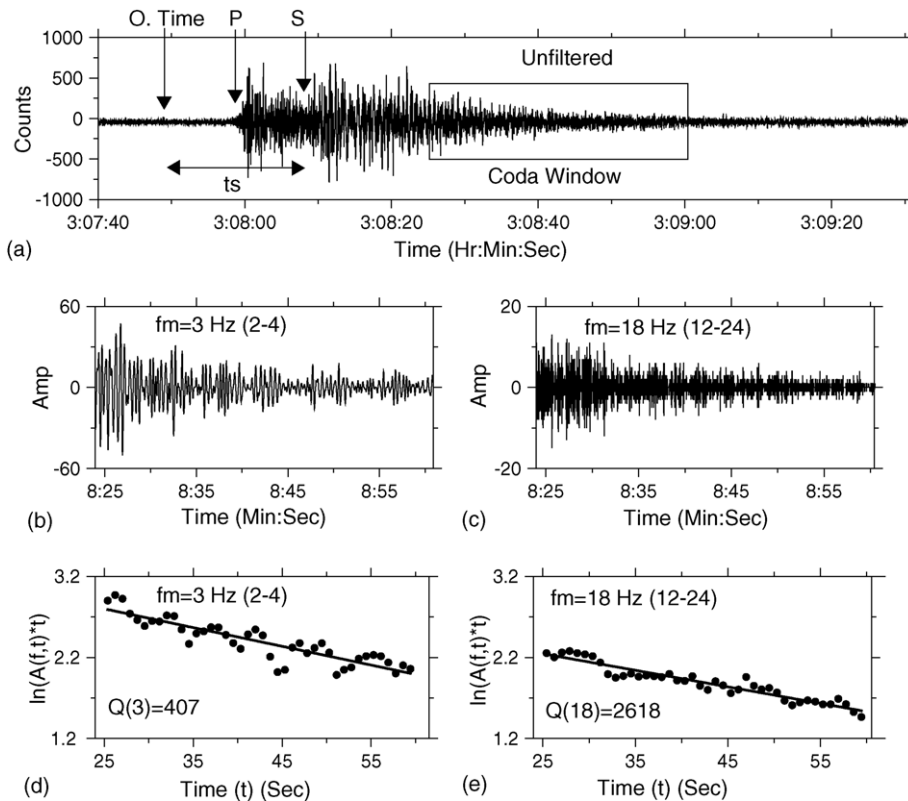 O. Time P S
1000
500
0
-500
-1000
Counts
Unfiltered
Coda Window
ts
3:07:40 3:08:00 3:08:20 3:08:40 3:09:00 3:09:20
Time (Hr:Min:Sec)
(a)
60
0
-60
Amp
fm=3 Hz (2-4)
8:25 8:35 8:45 8:55
Time (Min:Sec)
(b)
20
0
-20
Amp
fm=18 Hz (12-24)
8:25 8:35 8:45 8:55
Time (Min:Sec)
(c)
3.2
2.2
1.2
ln(A(f,t)*t)
fm=3 Hz (2-4)
Q(3)=407
25 35 45 55
Time (t) (Sec)
(d)
3.2
2.2
1.2
ln(A(f,t)*t)
fm=18 Hz (12-24)
Q(18)=2618
25 35 45 55
Time (t) (Sec)
(e)